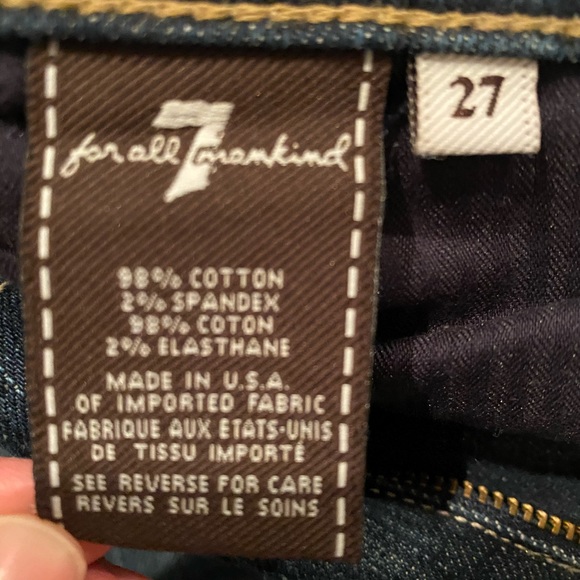 7
for all mankind
27
98% COTTON
2% SPANDEX
98% COTON
2% ELASTHANE
MADE IN U.S.A.
OF IMPORTED FABRIC
FABRIQUE AUX ÉTATS-UNIS
DE TISSU IMPORTÉ
SEE REVERSE FOR CARE
REVERS SUR LE SOINS